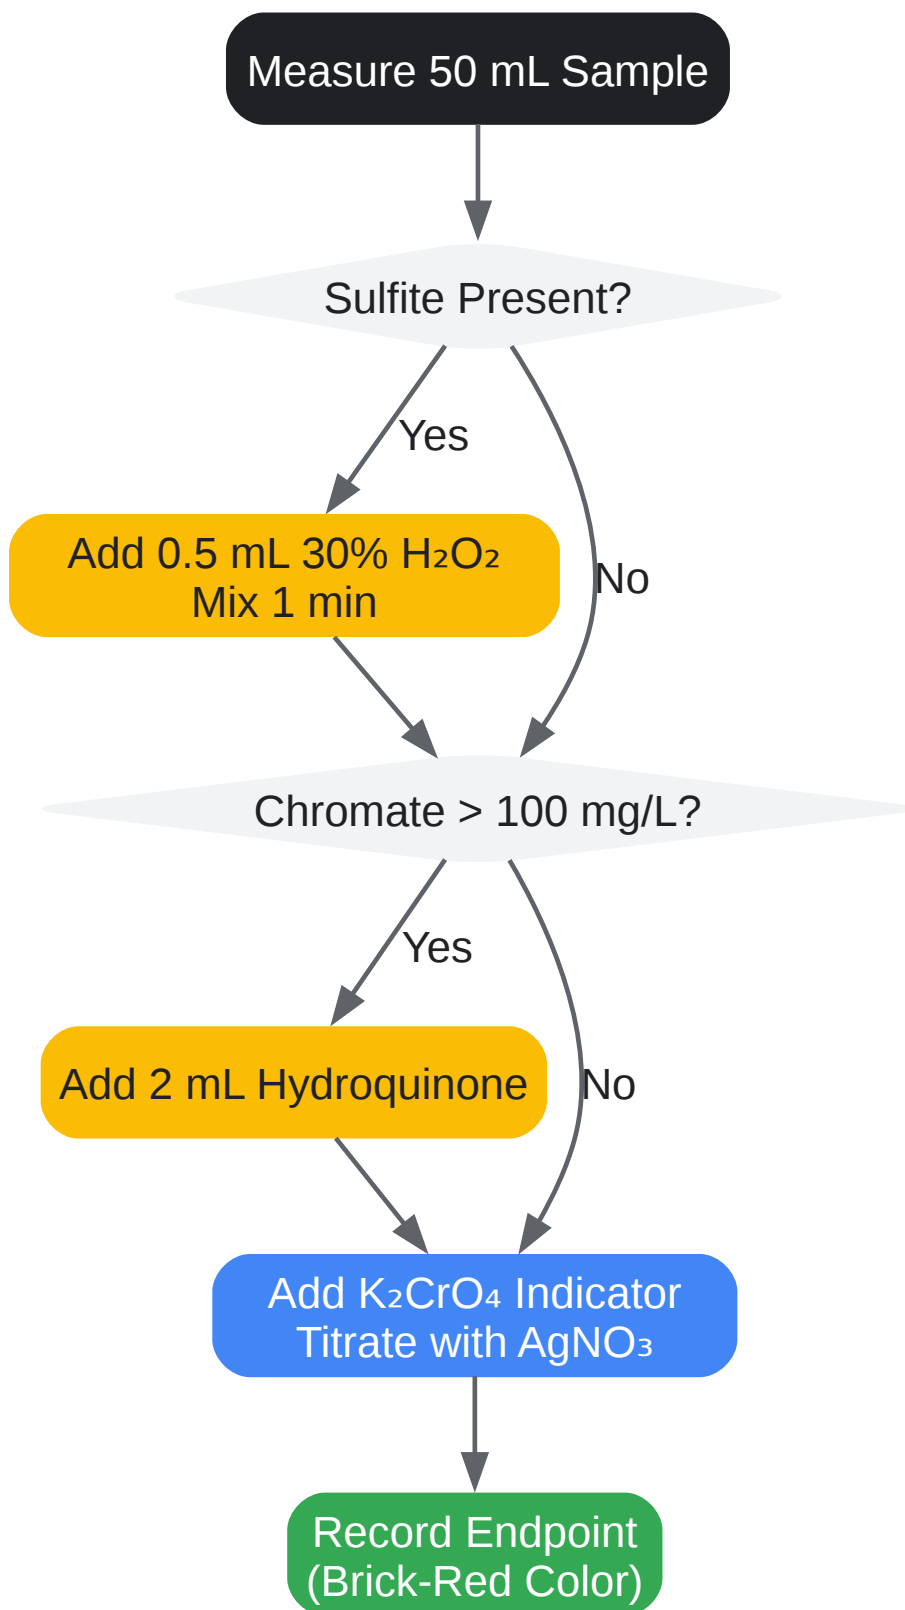 Measure 50 mL Sample
Sulfite Present?
Yes
Add 0.5 mL 30% H₂O₂
Mix 1 min
No
Chromate > 100 mg/L?
Yes
Add 2 mL Hydroquinone
No
Add K₂CrO₄ Indicator
Titrate with AgNO₃
Record Endpoint
(Brick-Red Color)